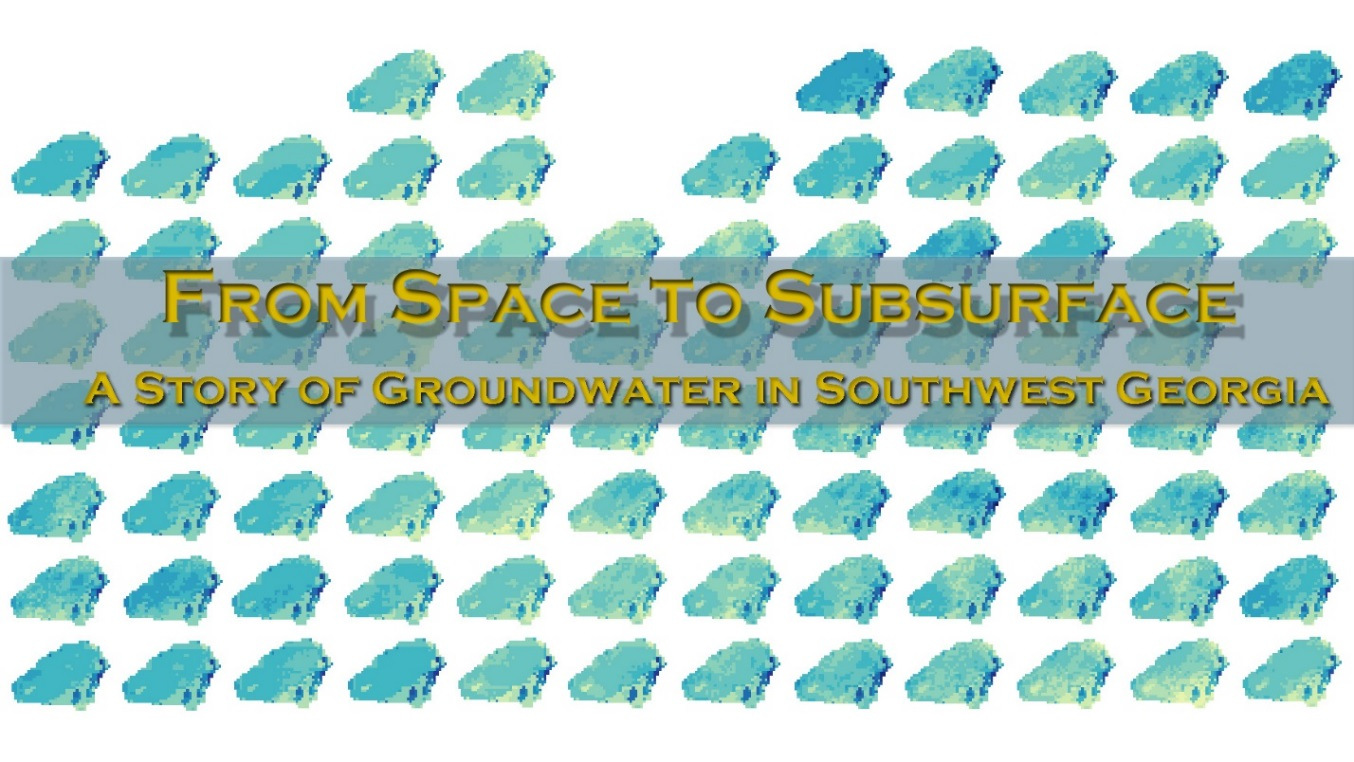 From Space To Subsurface
A Story of Groundwater in Southwest Georgia